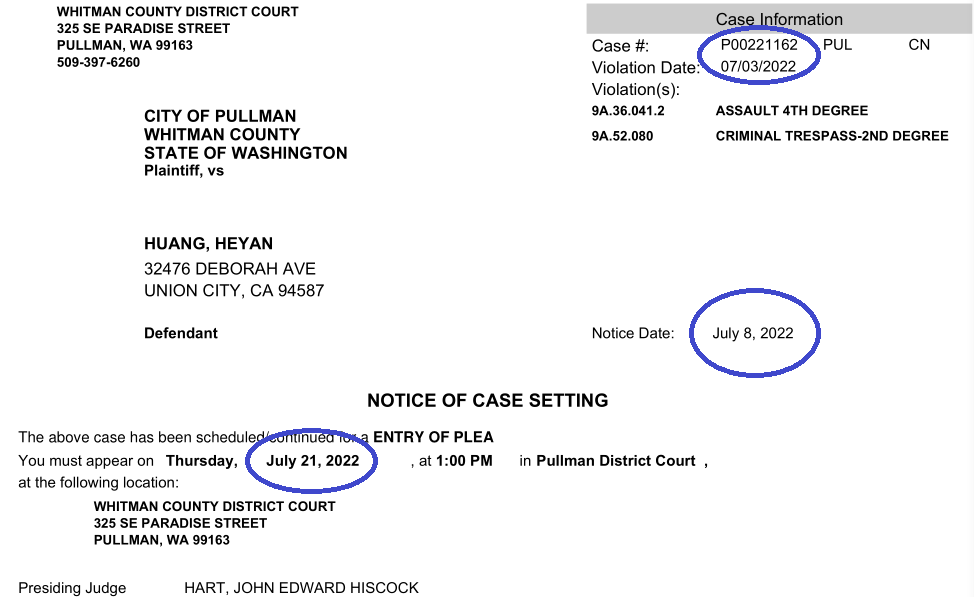 WHITMAN COUNTY DISTRICT COURT
325 SE PARADISE STREET
PULLMAN, WA 99163
509-397-6260
Case Information
Case #: P00221162 PUL CN
Violation Date: 07/03/2022
Violation(s):
9A.36.041.2 ASSAULT 4TH DEGREE
9A.52.080 CRIMINAL TRESPASS-2ND DEGREE
CITY OF PULLMAN
WHITMAN COUNTY
STATE OF WASHINGTON
Plaintiff, vs
HUANG, HEYAN
32476 DEBORAH AVE
UNION CITY, CA 94587
Defendant
Notice Date: July 8, 2022
NOTICE OF CASE SETTING
The above case has been scheduled/continued for a ENTRY OF PLEA
You must appear on Thursday, July 21, 2022 , at 1:00 PM in Pullman District Court ,
at the following location:
WHITMAN COUNTY DISTRICT COURT
325 SE PARADISE STREET
PULLMAN, WA 99163
Presiding Judge HART, JOHN EDWARD HISCOCK